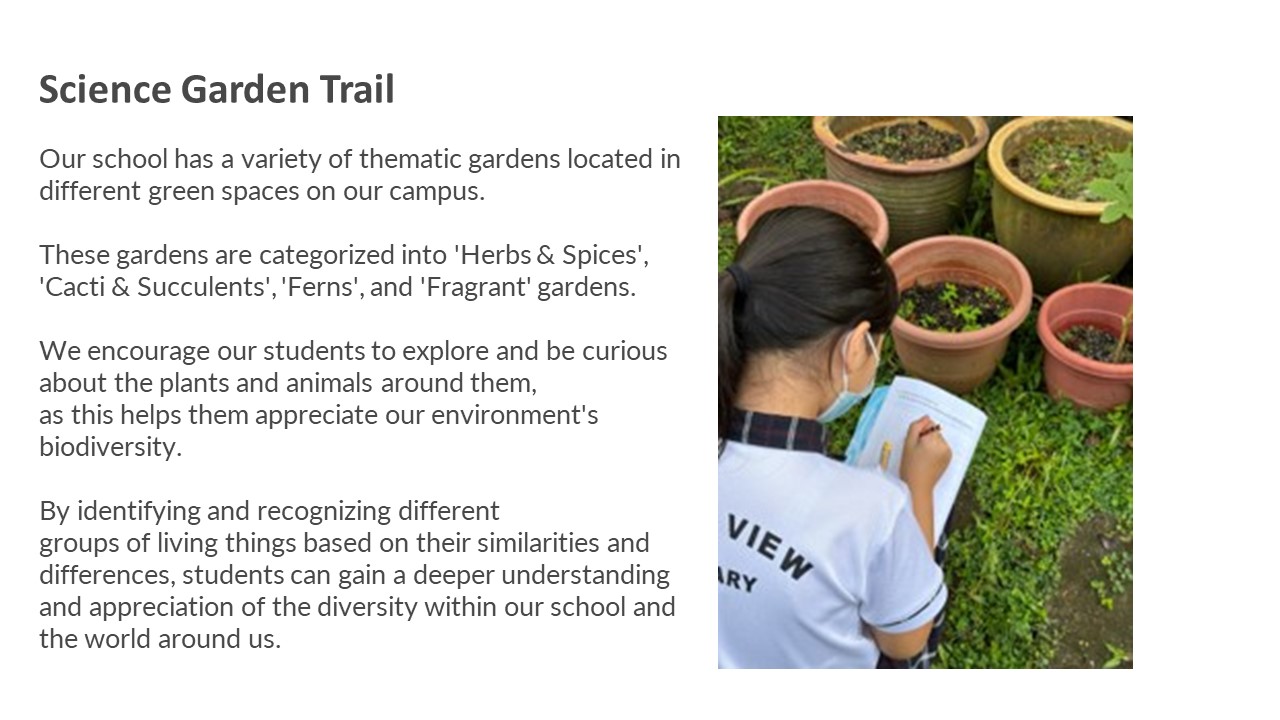 Science Garden Trail
Our school has a variety of thematic gardens located in
different green spaces on our campus.
These gardens are categorized into 'Herbs & Spices',
'Cacti & Succulents', 'Ferns', and 'Fragrant' gardens.
We encourage our students to explore and be curious
about the plants and animals around them,
as this helps them appreciate our environment's
biodiversity.
By identifying and recognizing different
groups of living things based on their similarities and
differences, students can gain a deeper understanding
and appreciation of the diversity within our school and
the world around us.
VIEW
ARY